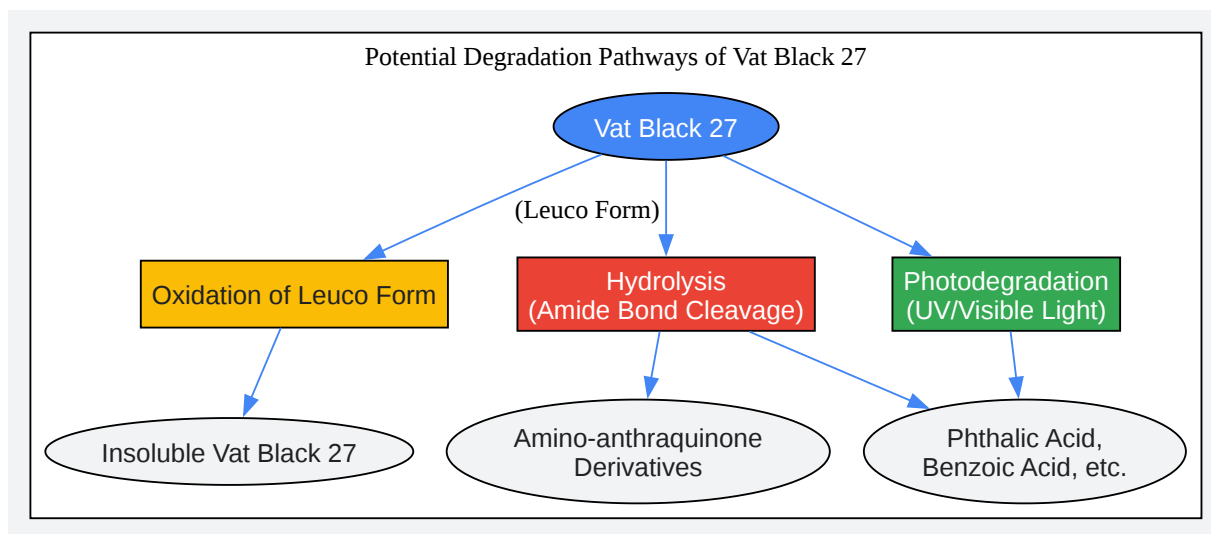 Potential Degradation Pathways of Vat Black 27
Vat Black 27
(Leuco Form)
Oxidation of Leuco Form
Hydrolysis
(Amide Bond Cleavage)
Photodegradation
(UV/Visible Light)
Insoluble Vat Black 27
Amino-anthraquinone
Derivatives
Phthalic Acid,
Benzoic Acid, etc.